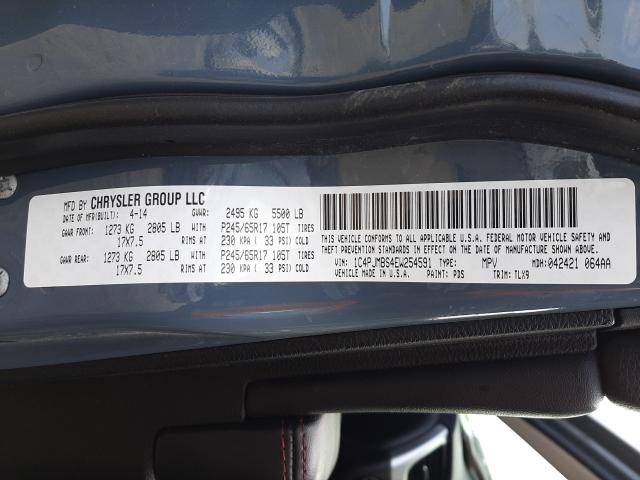 MFD BY CHRYSLER GROUP LLC
DATE OF MFR(BUILT): 4-14 GVWR: 2495 KG 5500 LB
GAWR FRONT: 1273 KG 2805 LB P245/65R17 105T TIRES
17X7.5 RIMS AT 230 KPA ( 33 PSI) COLD
GAWR REAR: 1273 KG 2805 LB P245/65R17 105T TIRES
17X7.5 RIMS AT 230 KPA ( 33 PSI) COLD
THIS VEHICLE CONFORMS TO ALL APPLICABLE U.S.A. FEDERAL MOTOR VEHICLE SAFETY
AND THEFT PREVENTION STANDARDS IN EFFECT ON THE DATE OF MANUFACTURE SHOWN ABOVE.
VIN: 1C4PJMBS4EW254591 TYPE: MPV MDH: 042421 064AA
VEHICLE MADE IN U.S.A. PAINT: PDS TRIM: TLX9